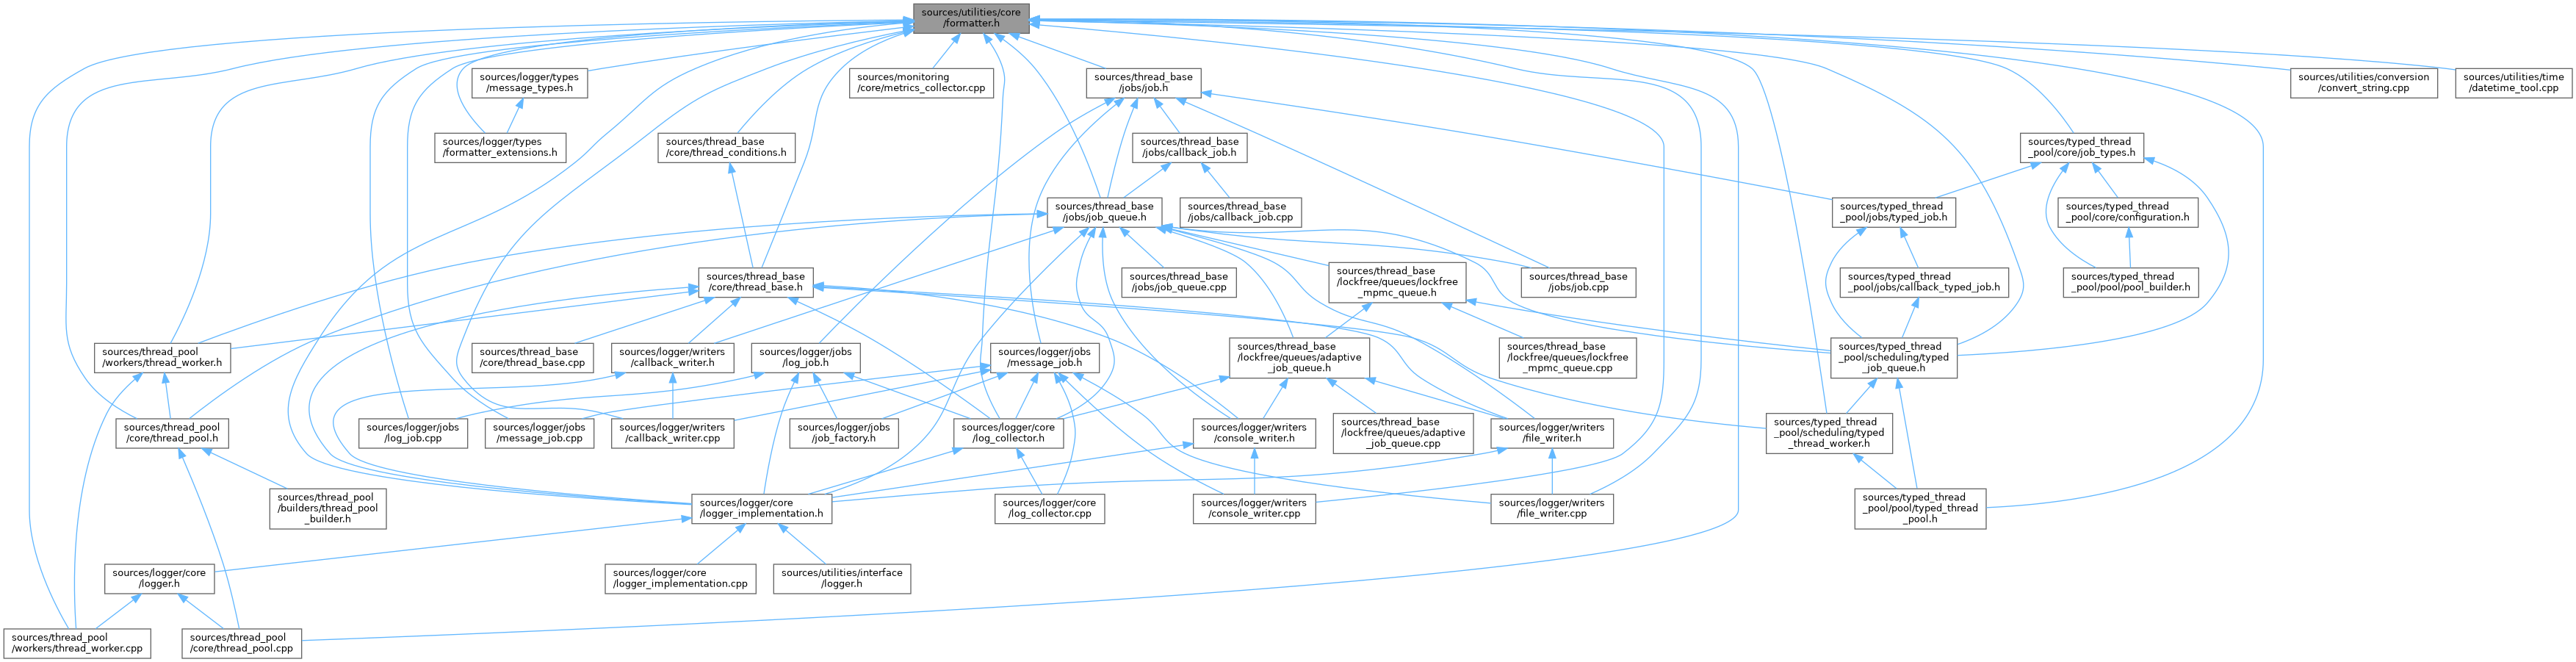 sources/utilities/core
/formatter.h
sources/logger/types
/message_types.h
sources/monitoring
/core/metrics_collector.cpp
sources/thread_base
/jobs/job.h
sources/utilities/conversion
/convert_string.cpp
sources/utilities/time
/datetime_tool.cpp
sources/logger/types
/formatter_extensions.h
sources/thread_base
/core/thread_conditions.h
sources/thread_base
/jobs/callback_job.h
sources/typed_thread
_pool/core/job_types.h
sources/thread_base
/jobs/job_queue.h
sources/thread_base
/jobs/callback_job.cpp
sources/typed_thread
_pool/jobs/typed_job.h
sources/typed_thread
_pool/core/configuration.h
sources/thread_base
/core/thread_base.h
sources/thread_base
/jobs/job_queue.cpp
sources/thread_base
/lockfree/queues/lockfree
_mpmc_queue.h
sources/thread_base
/jobs/job.cpp
sources/typed_thread
_pool/jobs/callback_typed_job.h
sources/typed_thread
_pool/pool/pool_builder.h
sources/thread_pool
/workers/thread_worker.h
sources/thread_base
/core/thread_base.cpp
sources/logger/writers
/callback_writer.h
sources/logger/jobs
/log_job.h
sources/logger/jobs
/message_job.h
sources/thread_base
/lockfree/queues/adaptive
_job_queue.h
sources/thread_base
/lockfree/queues/lockfree
_mpmc_queue.cpp
sources/typed_thread
_pool/scheduling/typed
_job_queue.h
sources/thread_pool
/core/thread_pool.h
sources/logger/jobs
/log_job.cpp
sources/logger/jobs
/message_job.cpp
sources/logger/writers
/callback_writer.cpp
sources/logger/jobs
/job_factory.h
sources/logger/core
/log_collector.h
sources/logger/writers
/console_writer.h
sources/thread_base
/lockfree/queues/adaptive
_job_queue.cpp
sources/logger/writers
/file_writer.h
sources/typed_thread
_pool/scheduling/typed
_thread_worker.h
sources/thread_pool
/builders/thread_pool
_builder.h
sources/logger/core
/logger_implementation.h
sources/logger/core
/log_collector.cpp
sources/logger/writers
/console_writer.cpp
sources/logger/writers
/file_writer.cpp
sources/typed_thread
_pool/pool/typed_thread
_pool.h
sources/logger/core
/logger.h
sources/logger/core
/logger_implementation.cpp
sources/utilities/interface
/logger.h
sources/thread_pool
/workers/thread_worker.cpp
sources/thread_pool
/core/thread_pool.cpp